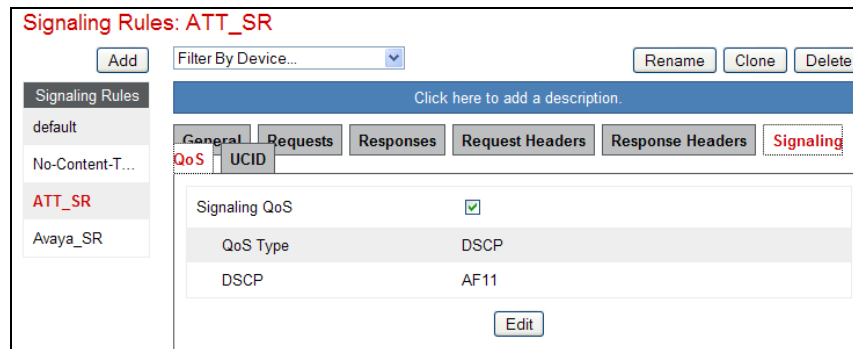 Signaling Rules: ATT_SR
Add
Filter By Device...
Rename
Clone
Delete
Signaling Rules
default
No-Content-T...
ATT_SR
Avaya_SR
Click here to add a description.
General
Requests
Responses
Request Headers
Response Headers
Signaling
QoS
UCID
Signaling QoS
QoS Type DSCP
DSCP AF11
Edit